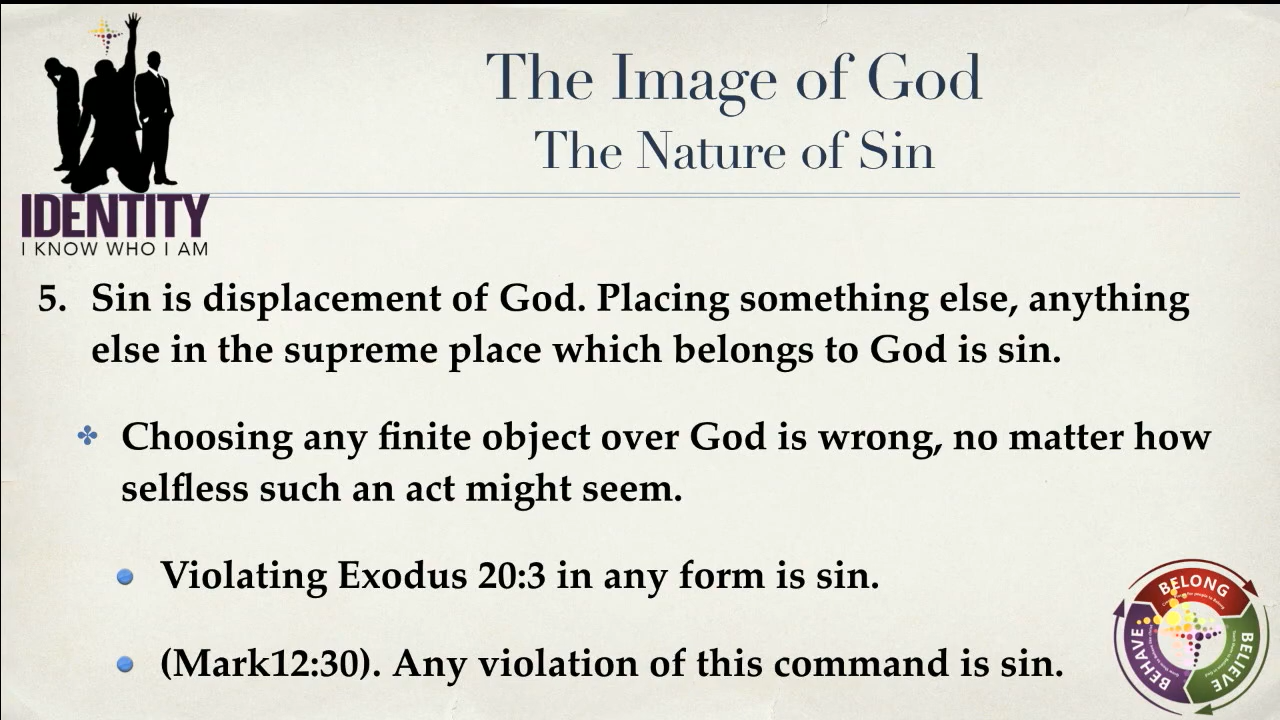 The Image of God
The Nature of Sin
IDENTITY
I KNOW WHO I AM
5. Sin is displacement of God. Placing something else, anything
else in the supreme place which belongs to God is sin.
Choosing any finite object over God is wrong, no matter how
selfless such an act might seem.
Violating Exodus 20:3 in any form is sin.
(Mark12:30). Any violation of this command is sin.
BELONG
BELIEVE
BEHAVE